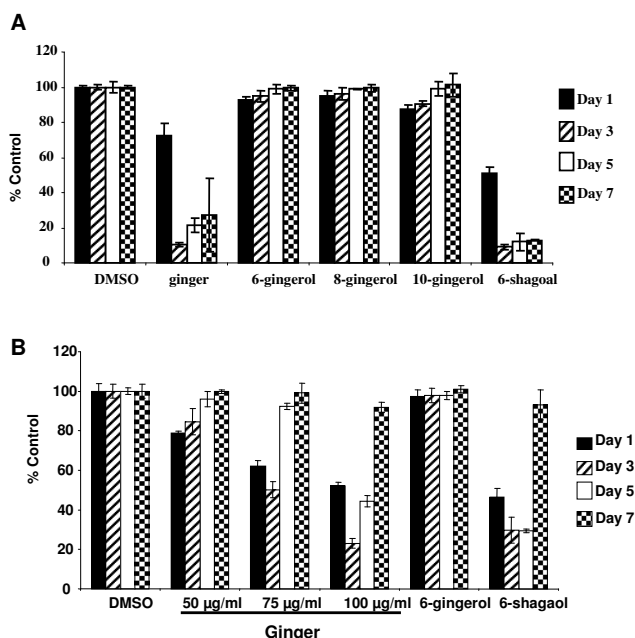 A
120
100
80
60
40
20
0
% Control
DMSO ginger 6-gingerol 8-gingerol 10-gingerol 6-shagoal
Day 1
Day 3
Day 5
Day 7
B
120
100
80
60
40
20
0
% Control
DMSO 50 µg/ml 75 µg/ml 100 µg/ml 6-gingerol 6-shagaol
Ginger
Day 1
Day 3
Day 5
Day 7